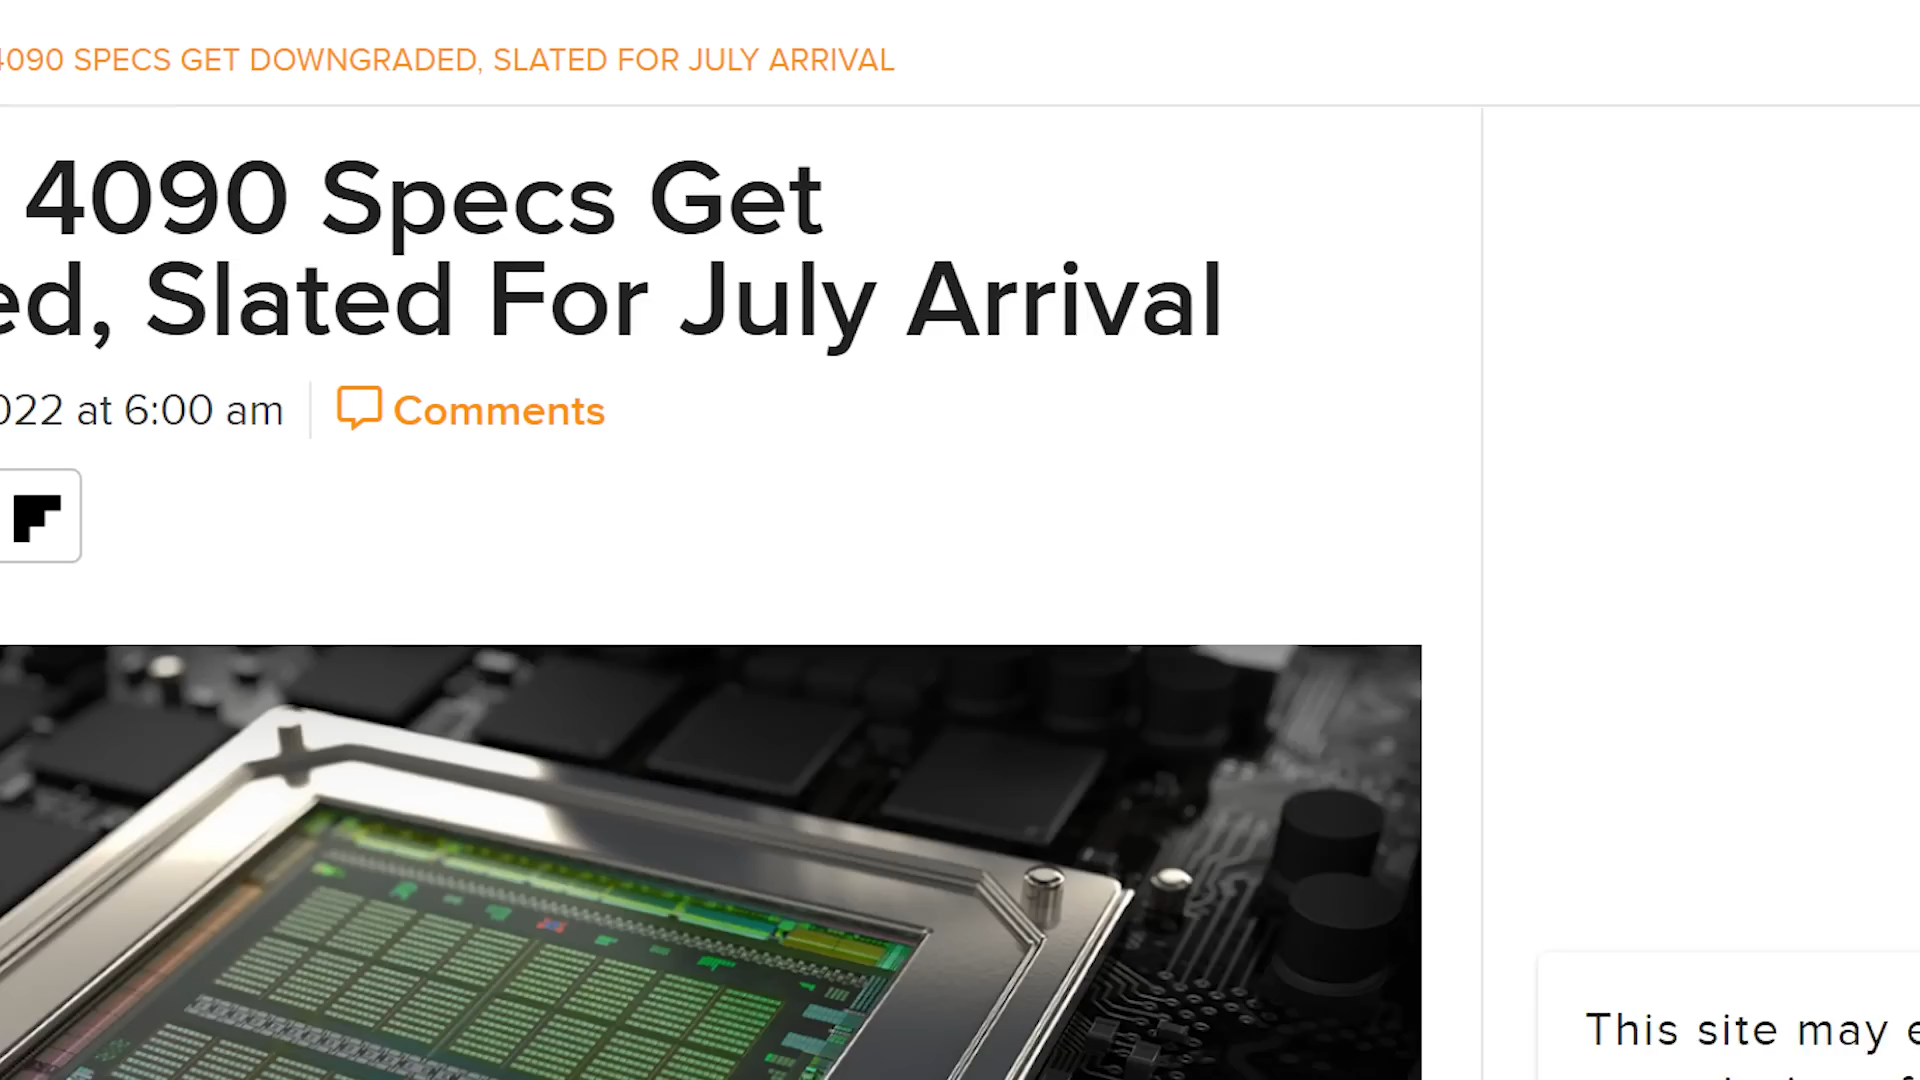 4090 SPECS GET DOWNGRADED, SLATED FOR JULY ARRIVAL
4090 Specs Get
ed, Slated For July Arrival
022 at 6:00 am
Comments
This site may e